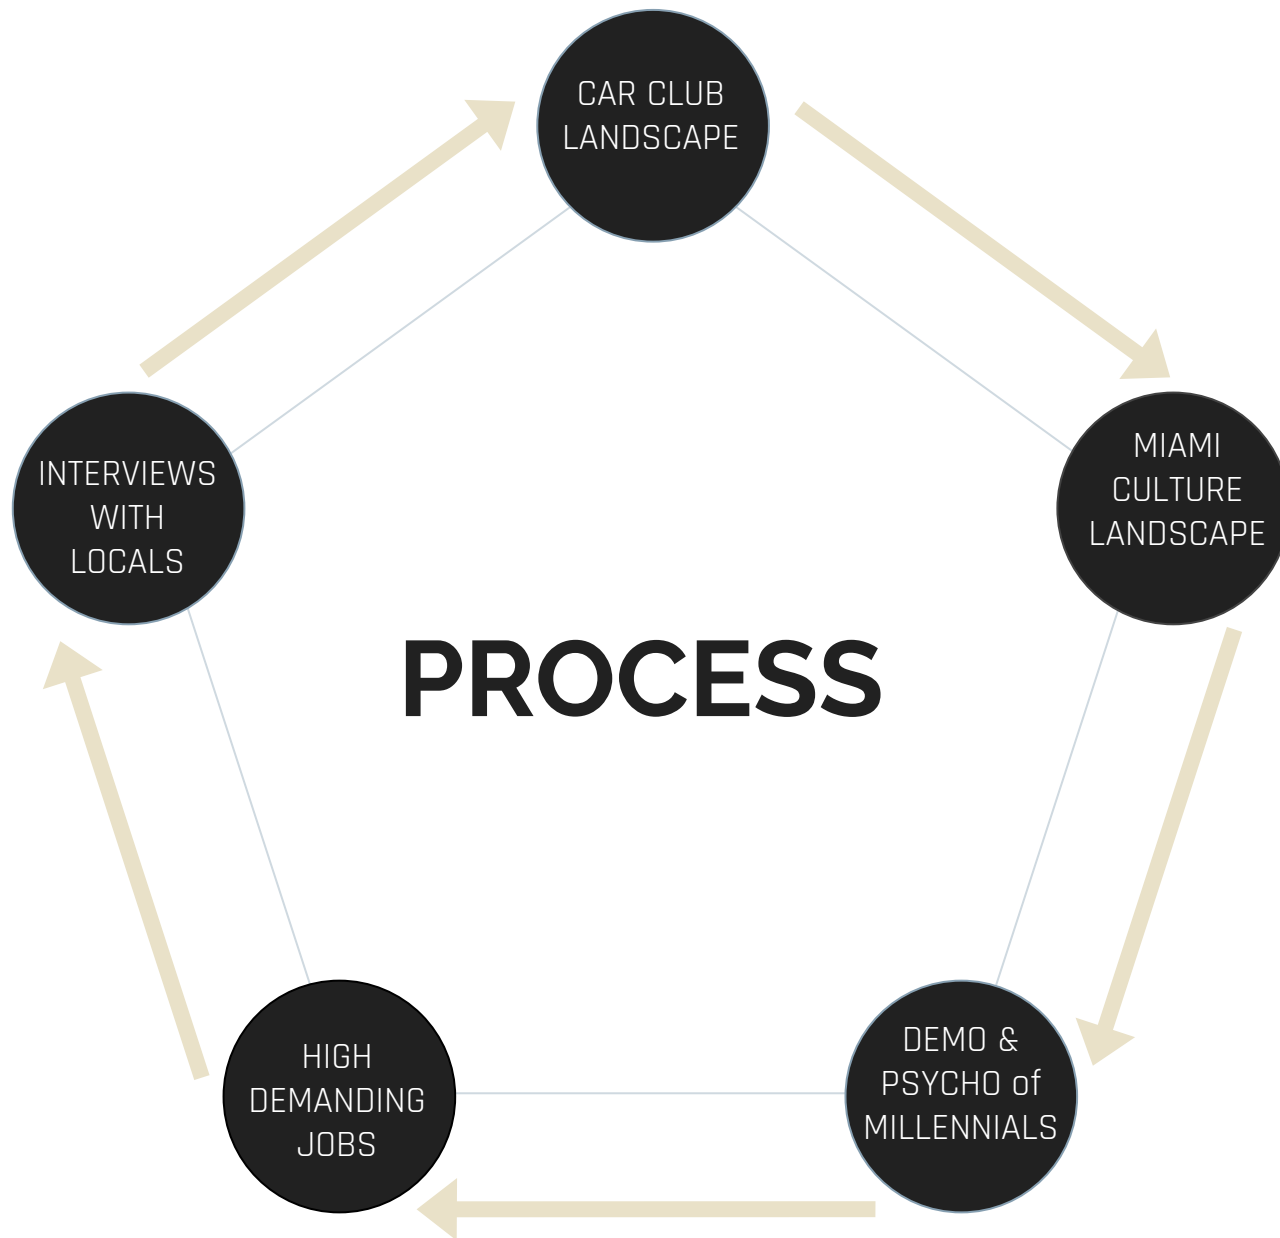 CAR CLUB
LANDSCAPE
MIAMI
CULTURE
LANDSCAPE
INTERVIEWS
WITH
LOCALS
PROCESS
DEMO &
PSYCHO of
MILLENNIALS
HIGH
DEMANDING
JOBS